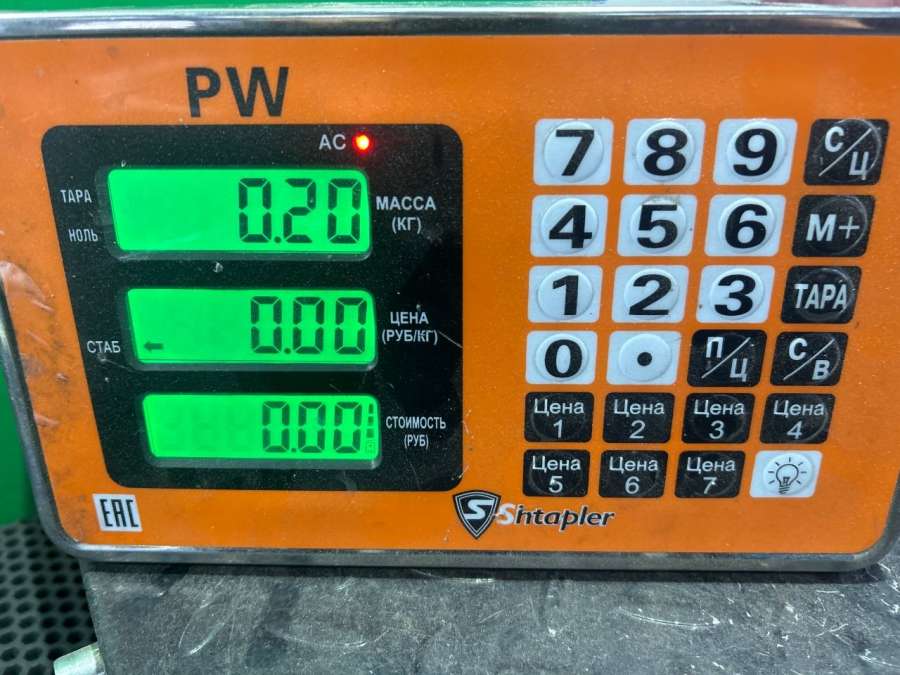 PW
AC
ТАРА
НОЛЬ
0.20
МАССА
(КГ)
СТАБ
0.00
ЦЕНА
(РУБ/КГ)
0.00
СТОИМОСТЬ
(РУБ)
7 8 9 С/Ц
4 5 6 М+
1 2 3 ТАРА
0 . П/Ц С/В
Цена 1 Цена 2 Цена 3 Цена 4
Цена 5 Цена 6 Цена 7
EAC
S Shtapler